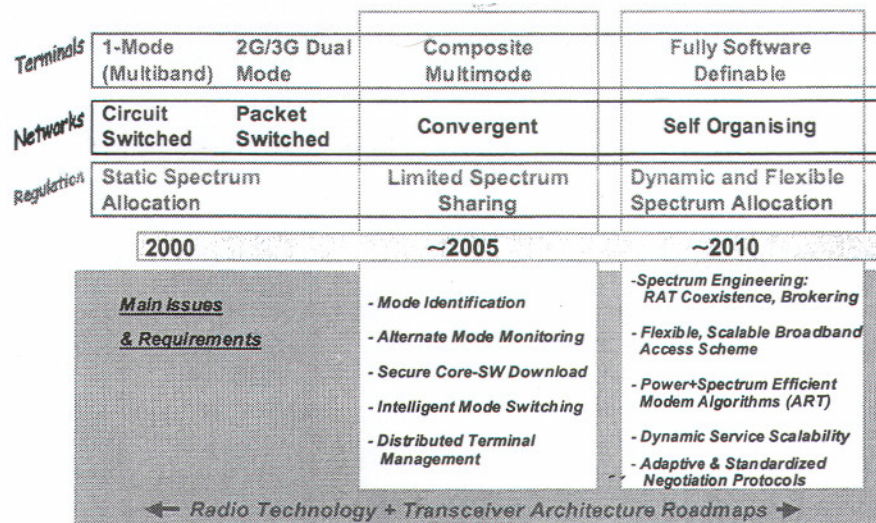 Terminals
1-Mode
(Multiband)
2G/3G Dual
Mode
Composite
Multimode
Fully Software
Definable
Networks
Circuit
Switched
Packet
Switched
Convergent
Self Organising
Regulation
Static Spectrum
Allocation
Limited Spectrum
Sharing
Dynamic and Flexible
Spectrum Allocation
2000
~2005
~2010
Main Issues
& Requirements
- Mode Identification
- Alternate Mode Monitoring
- Secure Core-SW Download
- Intelligent Mode Switching
- Distributed Terminal
Management
-Spectrum Engineering:
RAT Coexistence, Brokering
- Flexible, Scalable Broadband
Access Scheme
- Power+Spectrum Efficient
Modem Algorithms (ART)
- Dynamic Service Scalability
- Adaptive & Standardized
Negotiation Protocols
Radio Technology + Transceiver Architecture Roadmaps